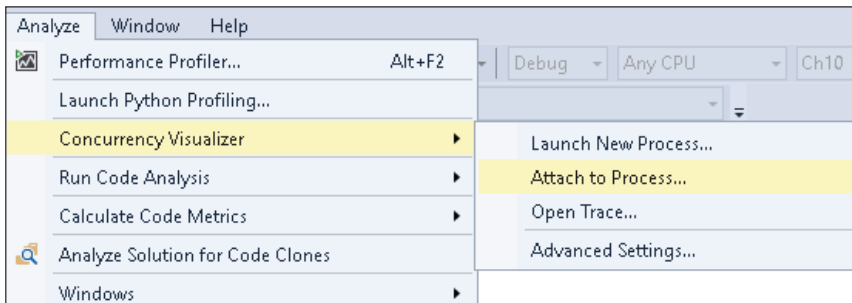 Analyze Window Help
Performance Profiler... Alt+F2
Debug Any CPU Ch10
Launch Python Profiling...
Concurrency Visualizer
Launch New Process...
Run Code Analysis
Attach to Process...
Calculate Code Metrics
Open Trace...
Analyze Solution for Code Clones
Advanced Settings...
Windows